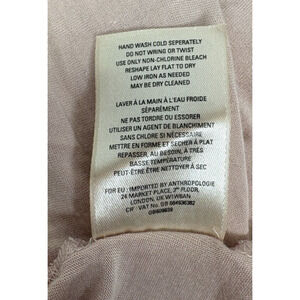 HAND WASH COLD SEPERATELY
DO NOT WRING OR TWIST
USE ONLY NON-CHLORINE BLEACH
RESHAPE LAY FLAT TO DRY
LOW IRON AS NEEDED
MAY BE DRY CLEANED
LAVER À LA MAIN À L'EAU FROIDE
SÉPARÉMENT
NE PAS TORDRE OU ESSORER
UTILISER UN AGENT DE BLANCHIMENT
SANS CHLORE SI NÉCESSAIRE
METTRE EN FORME ET SÉCHER À PLAT
REPASSER, AU BESOIN, À TRÈS
BASSE TEMPÉRATURE
PEUT-ÊTRE ÊTRE NETTOYER À SEC
FOR EU: IMPORTED BY ANTHROPOLOGIE
26 MARKET PLACE, 3RD FLOOR,
LONDON, UK W1W8AN
VAT No. GB